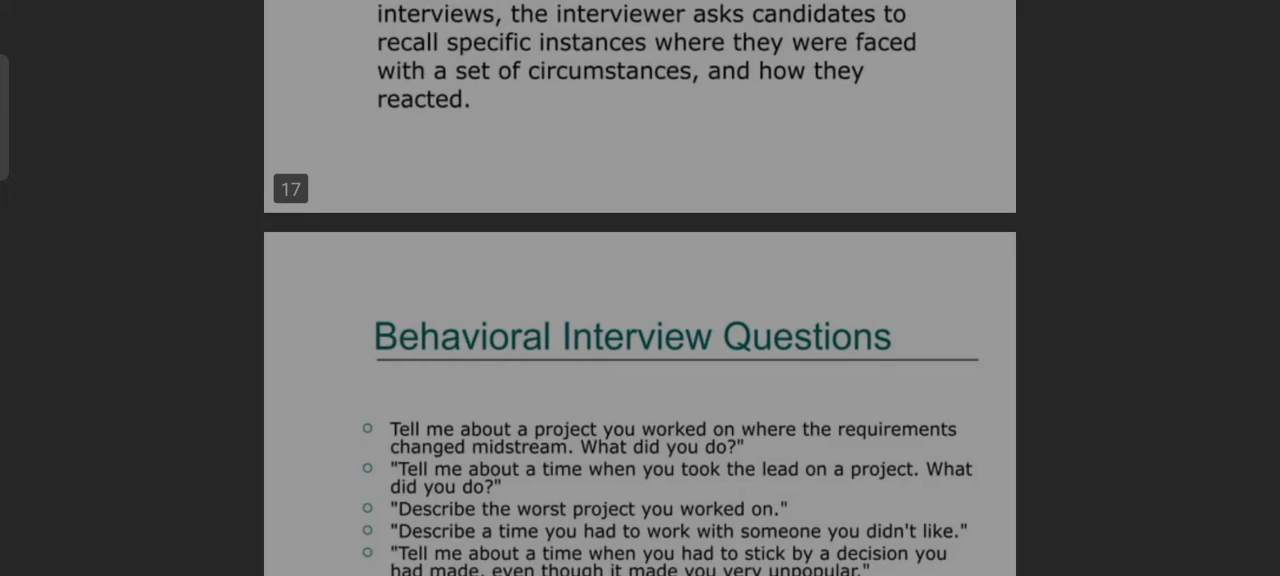 interviews, the interviewer asks candidates to
recall specific instances where they were faced
with a set of circumstances, and how they
reacted.
17
Behavioral Interview Questions
Tell me about a project you worked on where the requirements
changed midstream. What did you do?"
"Tell me about a time when you took the lead on a project. What
did you do?"
"Describe the worst project you worked on."
"Describe a time you had to work with someone you didn't like."
"Tell me about a time when you had to stick by a decision you
had made, even though it made you very unpopular."